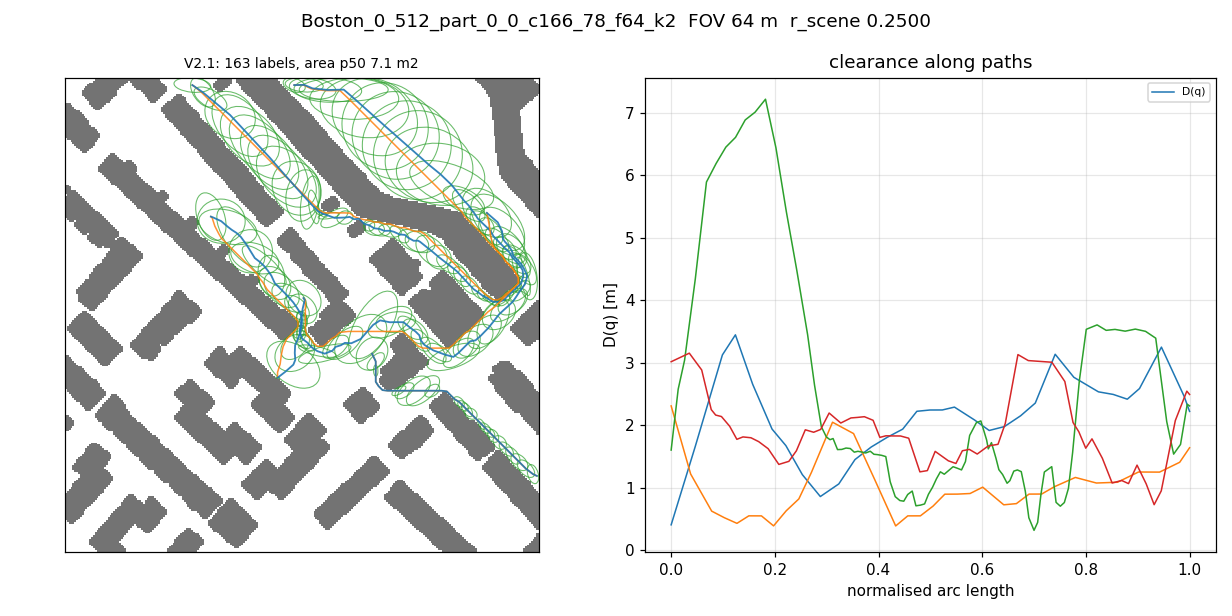 Boston_0_512_part_0_0_c166_78_f64_k2 FOV 64 m r_scene 0.2500
V2.1: 163 labels, area p50 7.1 m2
clearance along paths
D(q)
D(q) [m]
7
6
5
4
3
2
1
0
0.0 0.2 0.4 0.6 0.8 1.0
normalised arc length